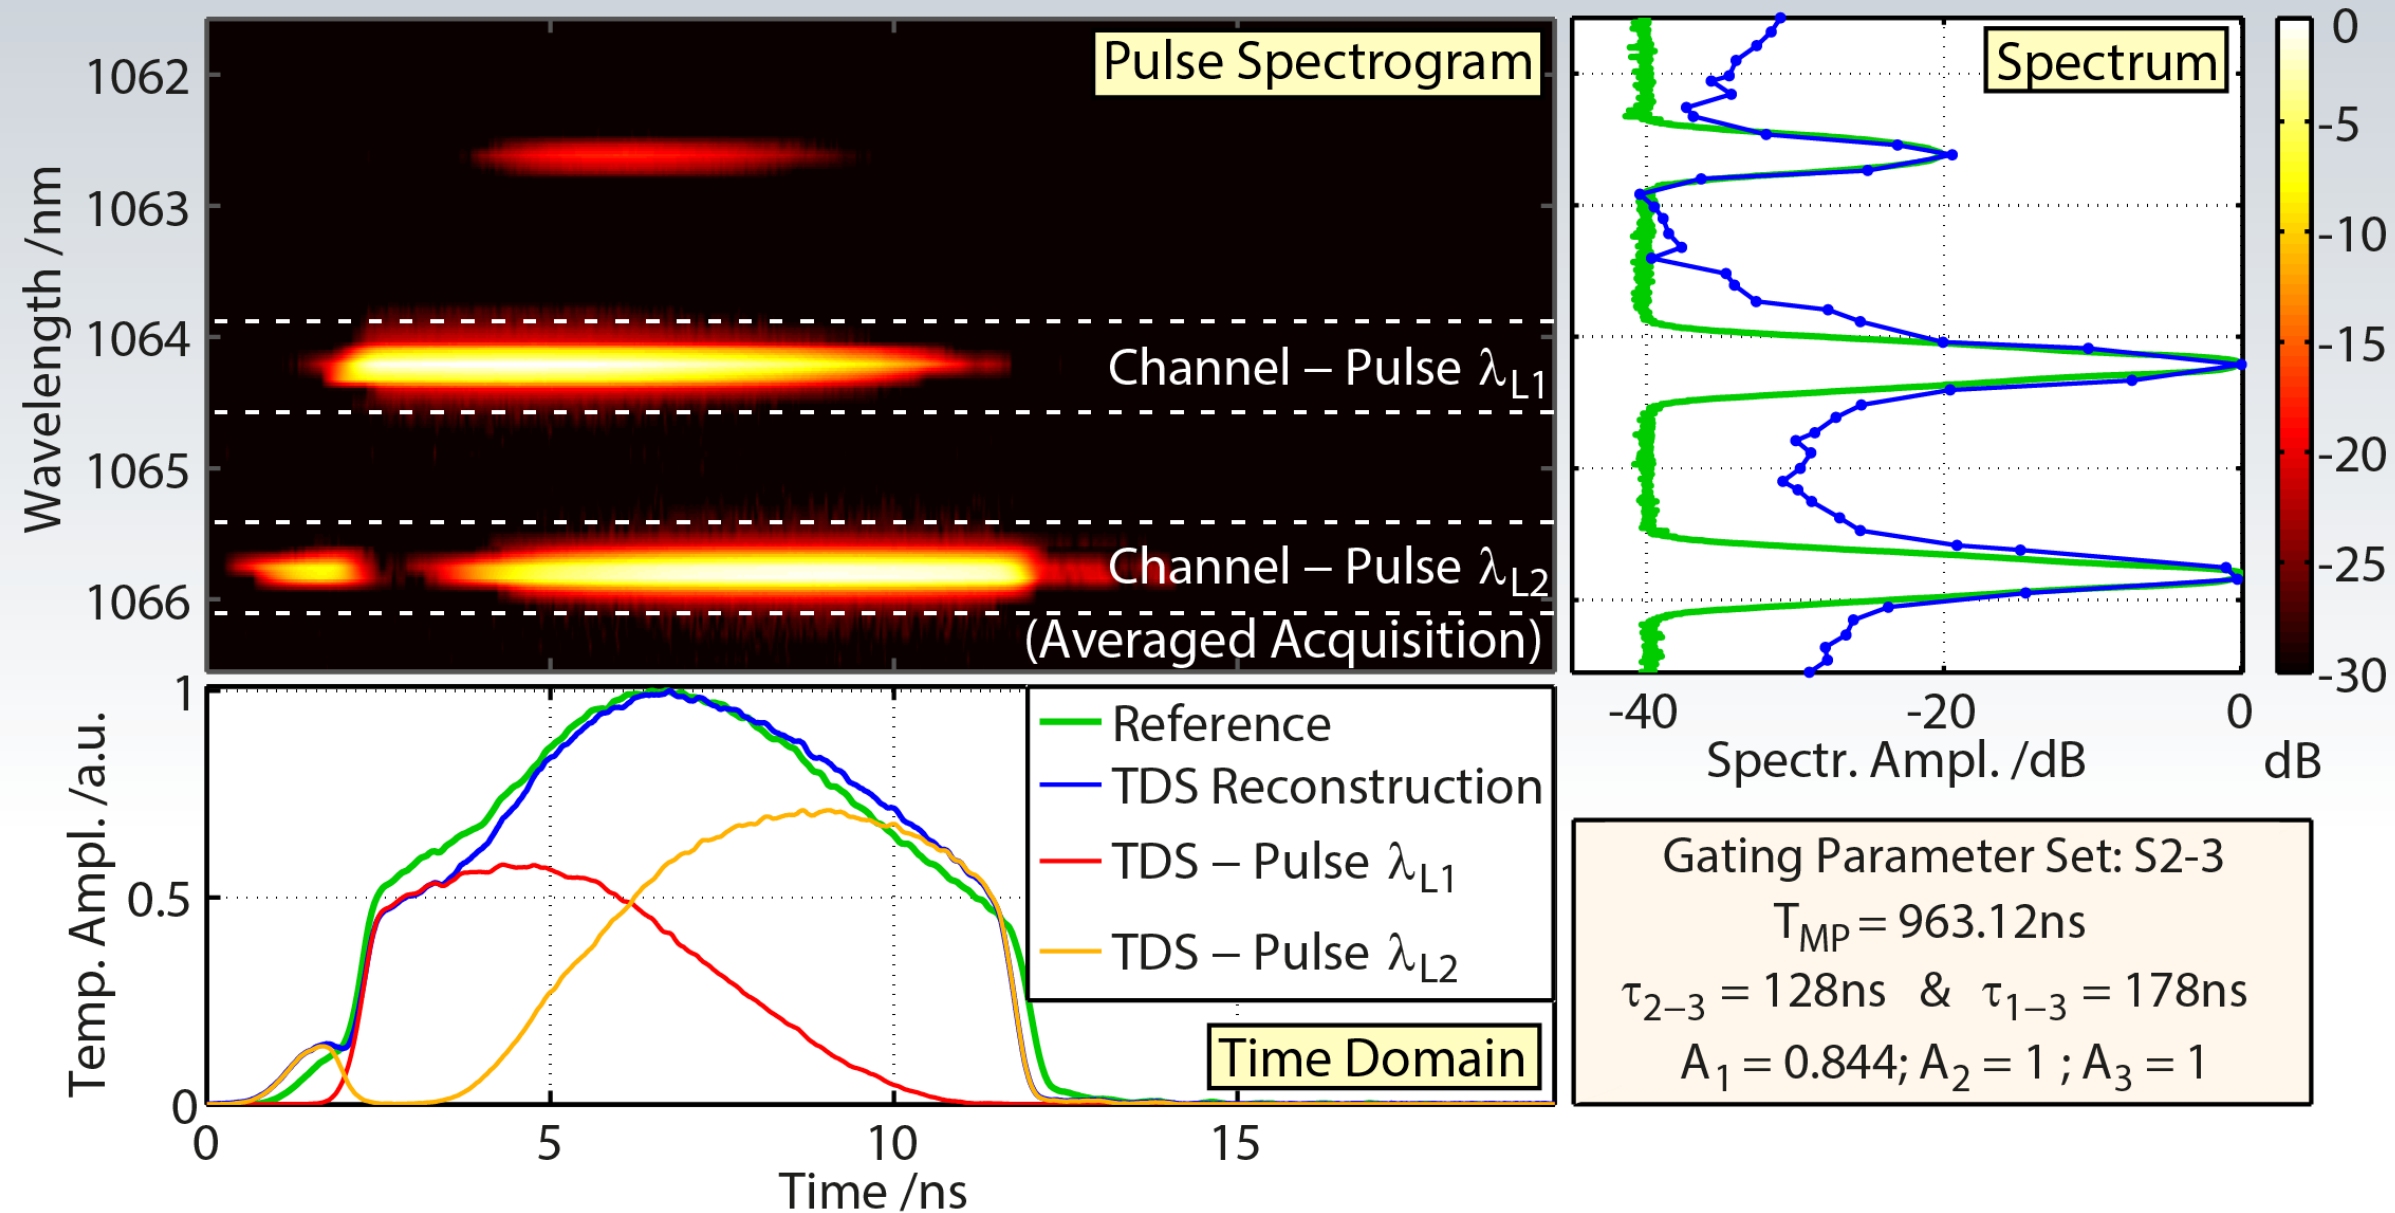 Pulse Spectrogram
Spectrum
Wavelength /nm
1062
1063
1064
1065
1066
Channel – Pulse λL1
Channel – Pulse λL2
(Averaged Acquisition)
0
-5
-10
-15
-20
-25
-30
dB
-40
-20
0
Spectr. Ampl. /dB
Temp. Ampl. /a.u.
1
0.5
0
Reference
TDS Reconstruction
TDS – Pulse λL1
TDS – Pulse λL2
Time Domain
0
5
10
15
Time /ns
Gating Parameter Set: S2-3
TMP = 963.12ns
τ2–3 = 128ns & τ1–3 = 178ns
A1 = 0.844; A2 = 1 ; A3 = 1